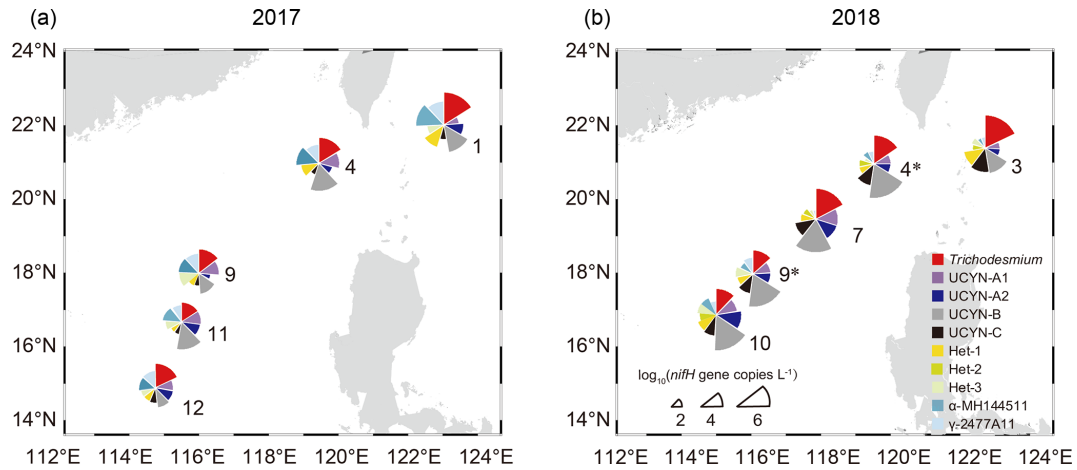 (a) 2017
24°N
22°N
20°N
18°N
16°N
14°N
112°E 114°E 116°E 118°E 120°E 122°E 124°E
1
4
9
11
12
(b) 2018
24°N
22°N
20°N
18°N
16°N
14°N
112°E 114°E 116°E 118°E 120°E 122°E 124°E
3
4*
7
9*
10
Trichodesmium
UCYN-A1
UCYN-A2
UCYN-B
UCYN-C
Het-1
Het-2
Het-3
α-MH144511
γ-2477A11
log₁₀(nifH gene copies L⁻¹)
2 4 6